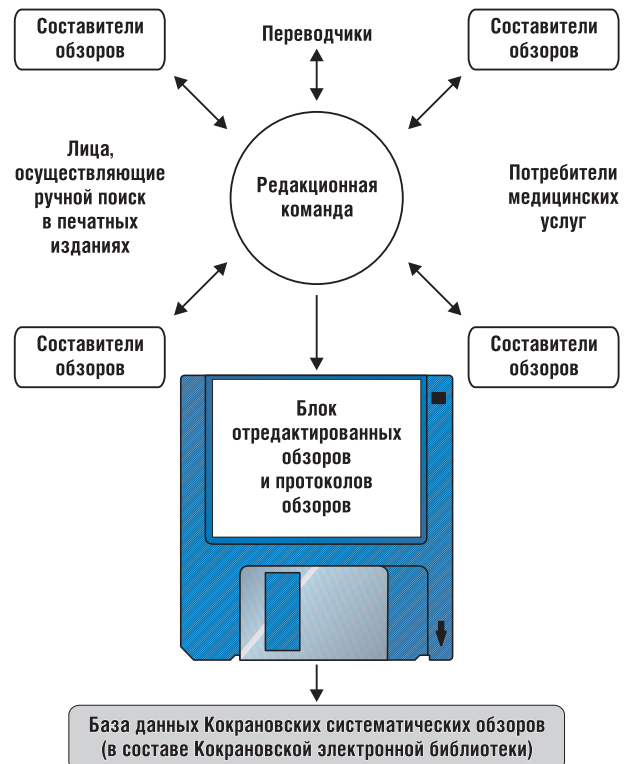 Составители
обзоров
Переводчики
Составители
обзоров
Лица,
осуществляющие
ручной поиск
в печатных
изданиях
Редакционная
команда
Потребители
медицинских
услуг
Составители
обзоров
Составители
обзоров
Блок
отредактированных
обзоров
и протоколов
обзоров
База данных Кокрановских систематических обзоров
(в составе Кокрановской электронной библиотеки)